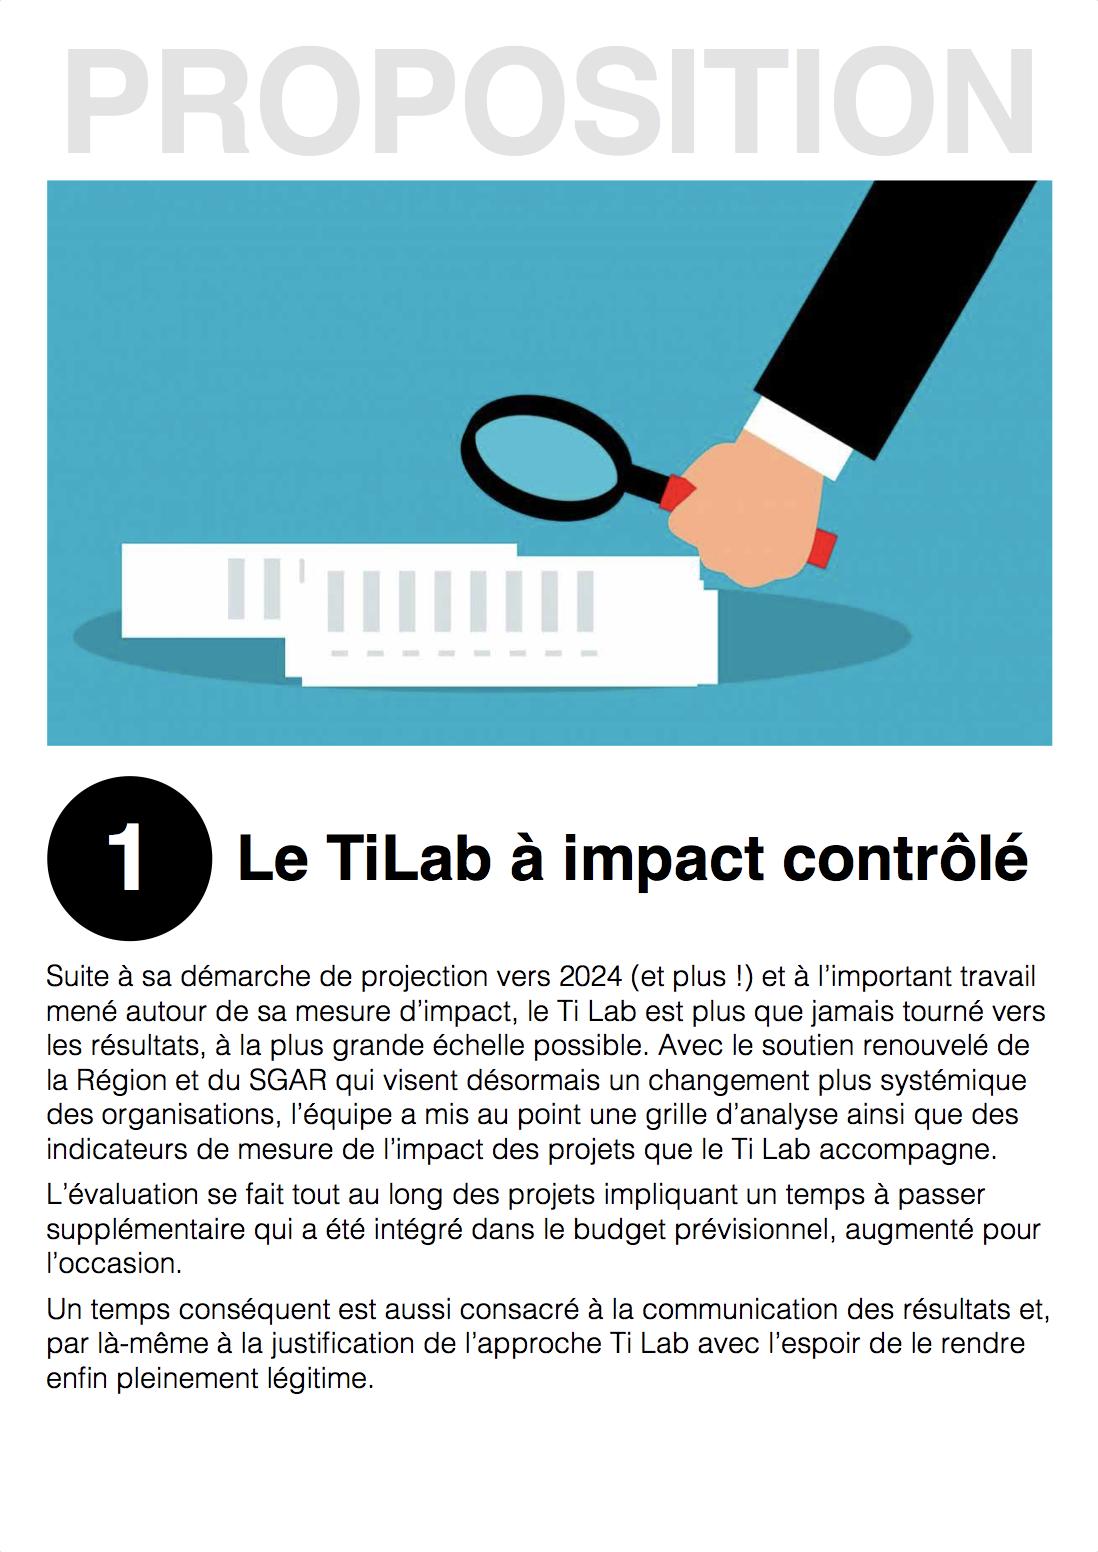 PROPOSITION
1
Le TiLab à impact contrôlé
Suite à sa démarche de projection vers 2024 (et plus !) et à l’important travail
mené autour de sa mesure d’impact, le Ti Lab est plus que jamais tourné vers
les résultats, à la plus grande échelle possible. Avec le soutien renouvelé de
la Région et du SGAR qui visent désormais un changement plus systémique
des organisations, l’équipe a mis au point une grille d’analyse ainsi que des
indicateurs de mesure de l’impact des projets que le Ti Lab accompagne.
L’évaluation se fait tout au long des projets impliquant un temps à passer
supplémentaire qui a été intégré dans le budget prévisionnel, augmenté pour
l’occasion.
Un temps conséquent est aussi consacré à la communication des résultats et,
par là-même à la justification de l’approche Ti Lab avec l’espoir de le rendre
enfin pleinement légitime.